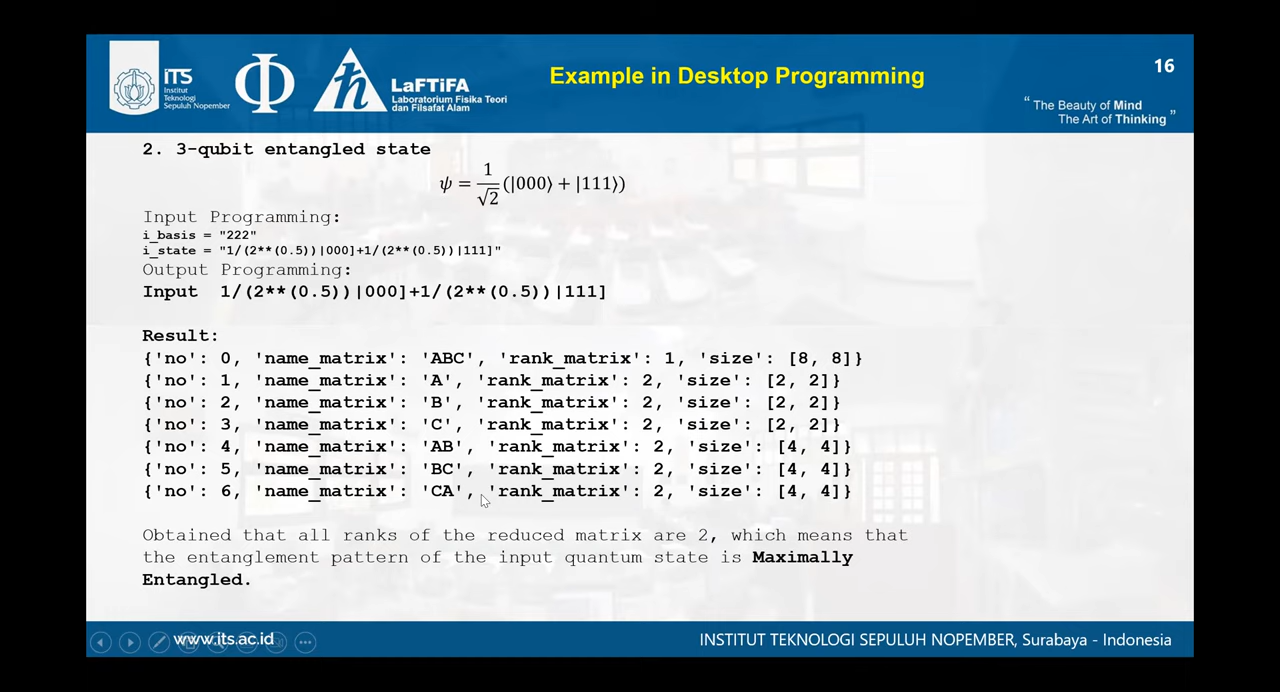 iTS
Institut
Teknologi
Sepuluh Nopember
Φ
ℏ
LaFTiFA
Laboratorium Fisika Teori
dan Filsafat Alam
Example in Desktop Programming
16
“ The Beauty of Mind
The Art of Thinking ”
2. 3-qubit entangled state
ψ = 1/√2 (|000⟩ + |111⟩)
Input Programming:
i_basis = "222"
i_state = "1/(2**(0.5))|000]+1/(2**(0.5))|111]"
Output Programming:
Input 1/(2**(0.5))|000]+1/(2**(0.5))|111]
Result:
{'no': 0, 'name_matrix': 'ABC', 'rank_matrix': 1, 'size': [8, 8]}
{'no': 1, 'name_matrix': 'A', 'rank_matrix': 2, 'size': [2, 2]}
{'no': 2, 'name_matrix': 'B', 'rank_matrix': 2, 'size': [2, 2]}
{'no': 3, 'name_matrix': 'C', 'rank_matrix': 2, 'size': [2, 2]}
{'no': 4, 'name_matrix': 'AB', 'rank_matrix': 2, 'size': [4, 4]}
{'no': 5, 'name_matrix': 'BC', 'rank_matrix': 2, 'size': [4, 4]}
{'no': 6, 'name_matrix': 'CA', 'rank_matrix': 2, 'size': [4, 4]}
Obtained that all ranks of the reduced matrix are 2, which means that
the entanglement pattern of the input quantum state is Maximally
Entangled.
www.its.ac.id
INSTITUT TEKNOLOGI SEPULUH NOPEMBER, Surabaya - Indonesia